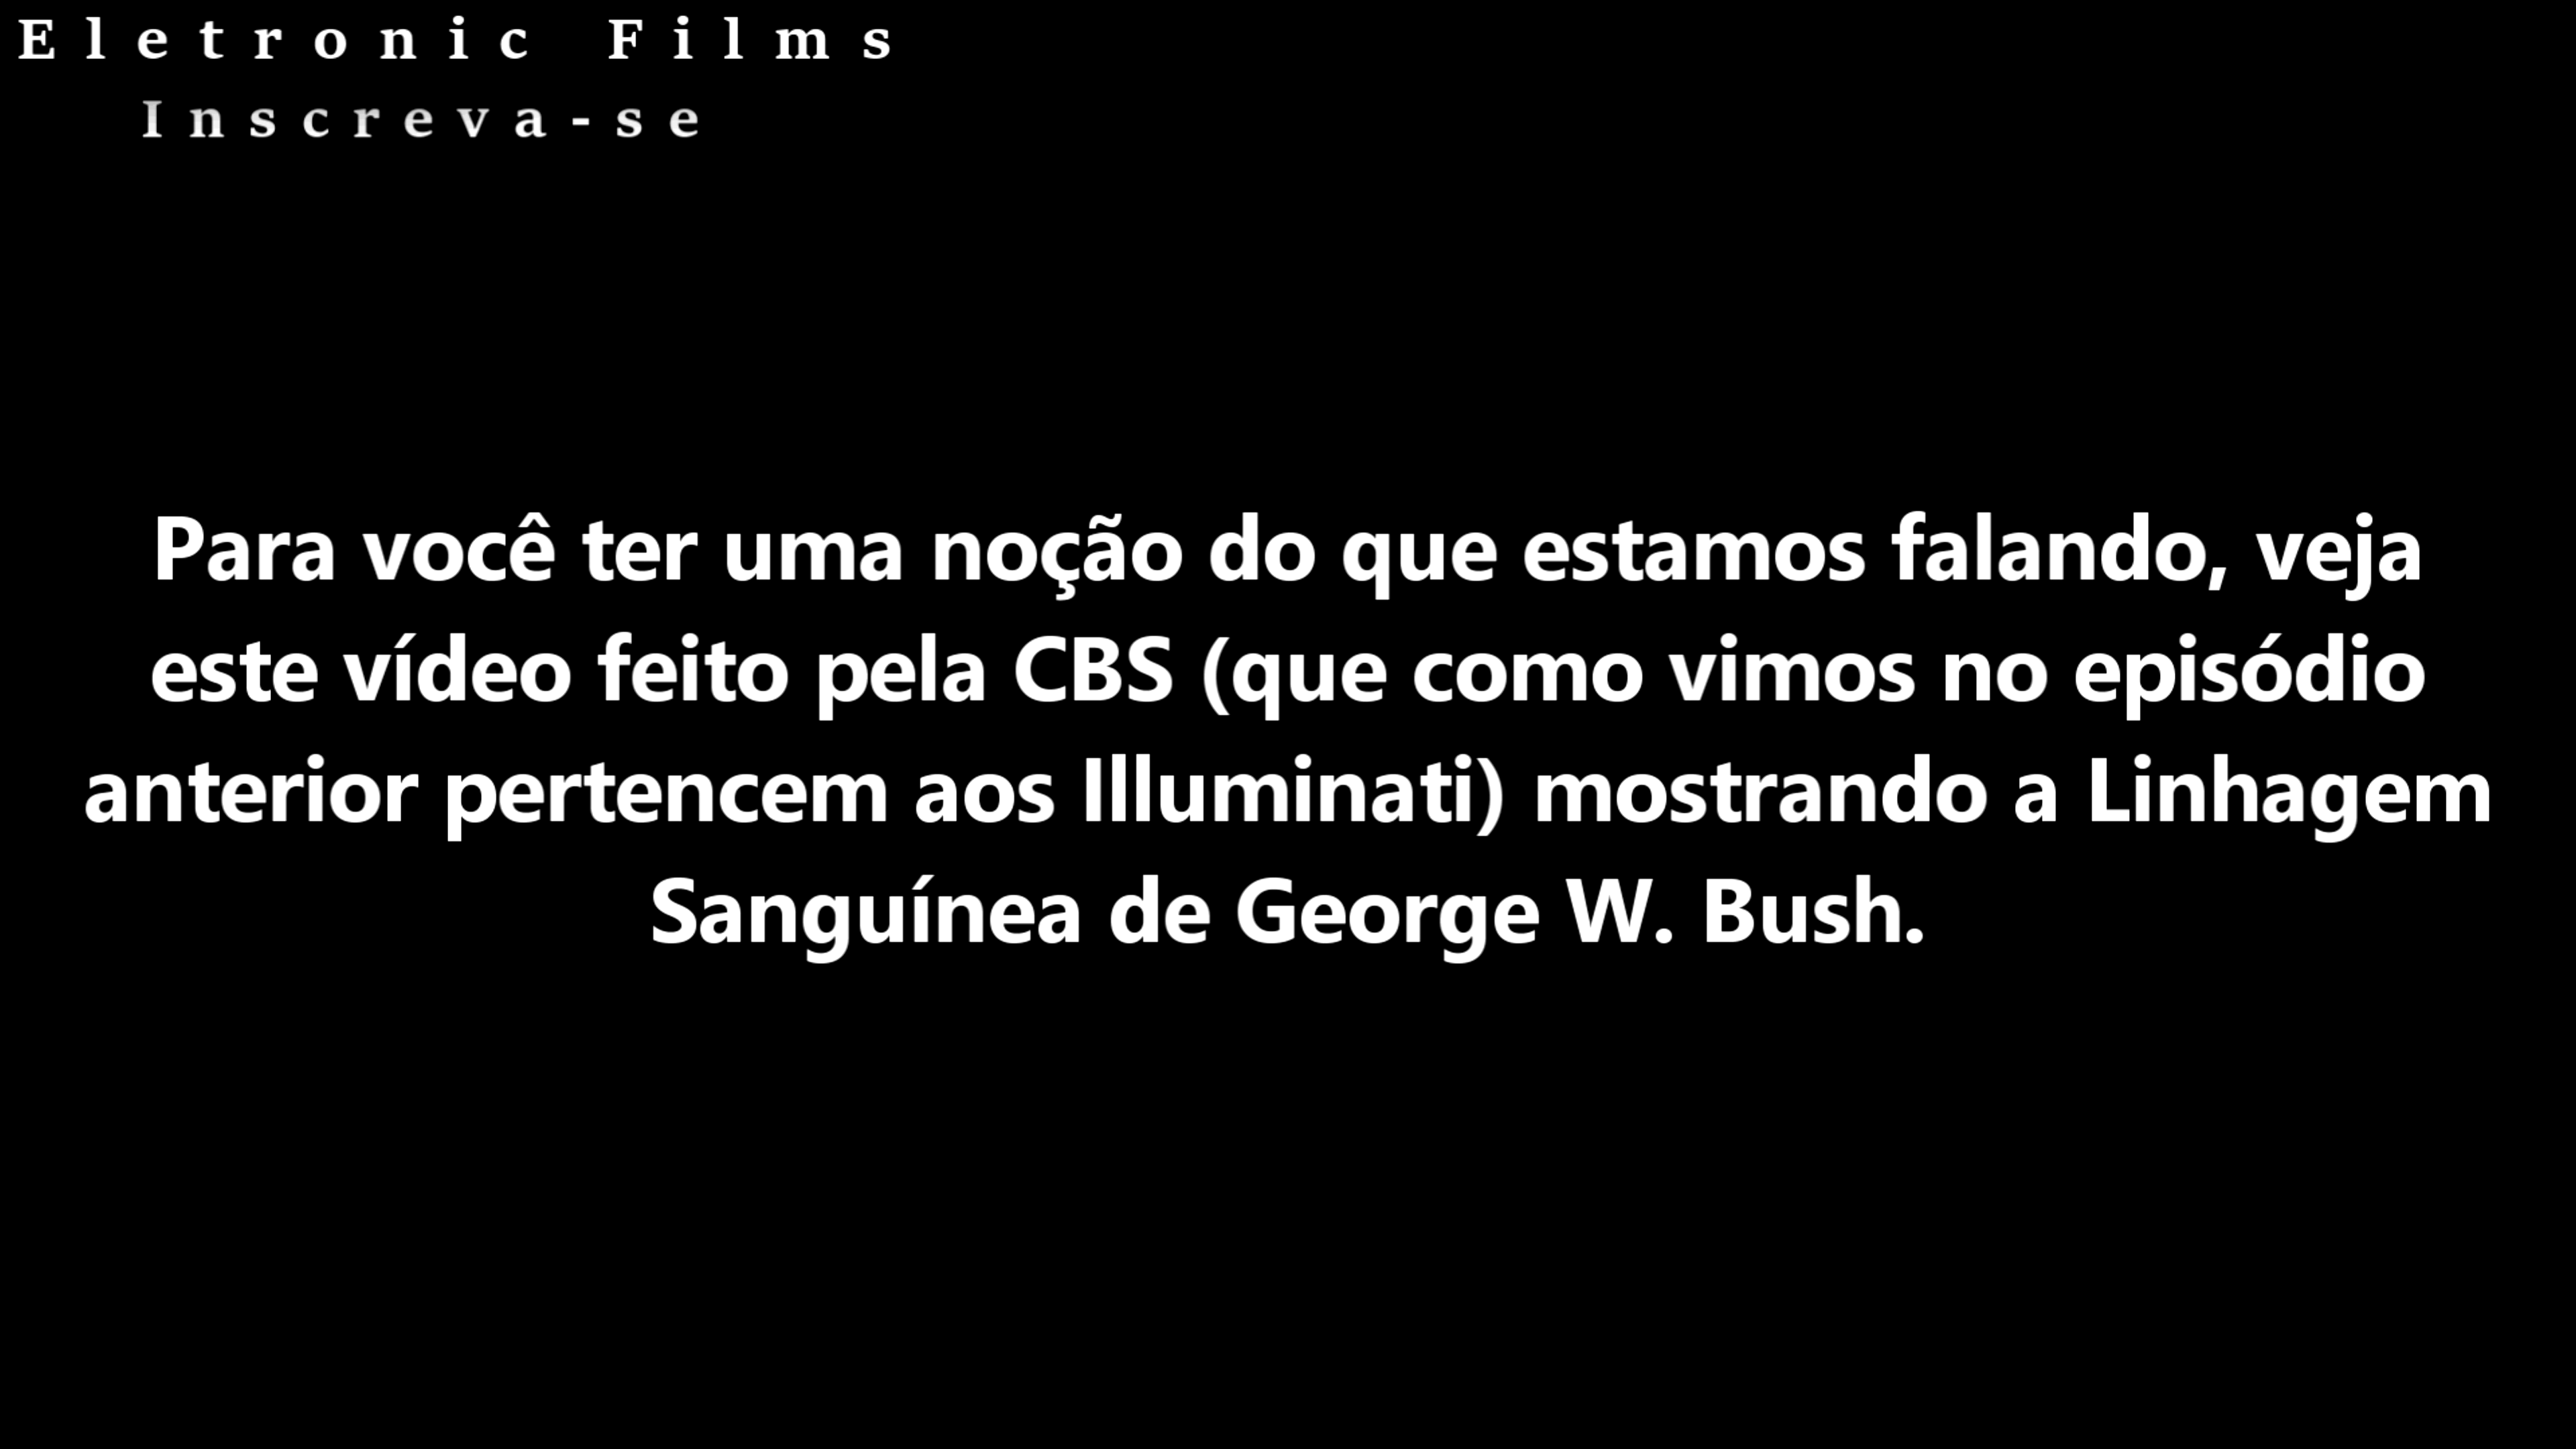 Eletronic Films
Inscreva-se
Para você ter uma noção do que estamos falando, veja
este vídeo feito pela CBS (que como vimos no episódio
anterior pertencem aos Illuminati) mostrando a Linhagem
Sanguínea de George W. Bush.